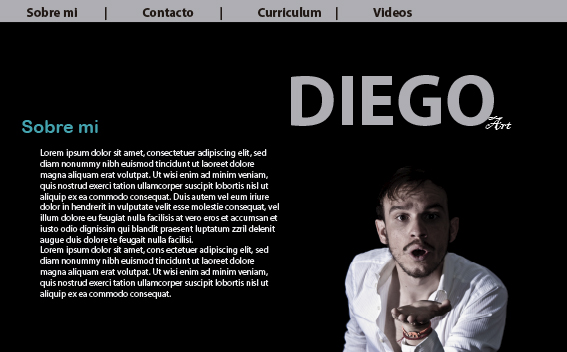 Sobre mi | Contacto | Curriculum | Videos
DIEGO
Art
Sobre mi
Lorem ipsum dolor sit amet, consectetuer adipiscing elit, sed
diam nonummy nibh euismod tincidunt ut laoreet dolore
magna aliquam erat volutpat. Ut wisi enim ad minim veniam,
quis nostrud exerci tation ullamcorper suscipit lobortis nisl ut
aliquip ex ea commodo consequat. Duis autem vel eum iriure
dolor in hendrerit in vulputate velit esse molestie consequat, vel
illum dolore eu feugiat nulla facilisis at vero eros et accumsan et
iusto odio dignissim qui blandit praesent luptatum zzril delenit
augue duis dolore te feugait nulla facilisi.
Lorem ipsum dolor sit amet, cons ectetuer adipiscing elit, sed
diam nonummy nibh euismod tincidunt ut laoreet dolore
magna aliquam erat volutpat. Ut wisi enim ad minim veniam,
quis nostrud exerci tation ullamcorper suscipit lobortis nisl ut
aliquip ex ea commodo consequat.